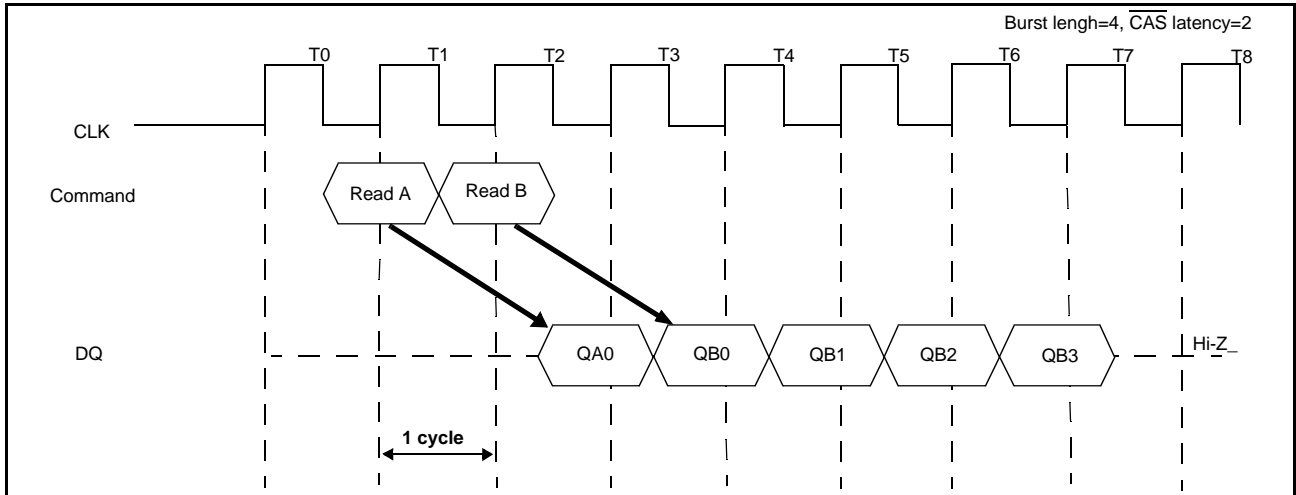 Burst lengh=4, CAS latency=2
T0 T1 T2 T3 T4 T5 T6 T7 T8
CLK
Command Read A Read B
DQ QA0 QB0 QB1 QB2 QB3 Hi-Z_
1 cycle